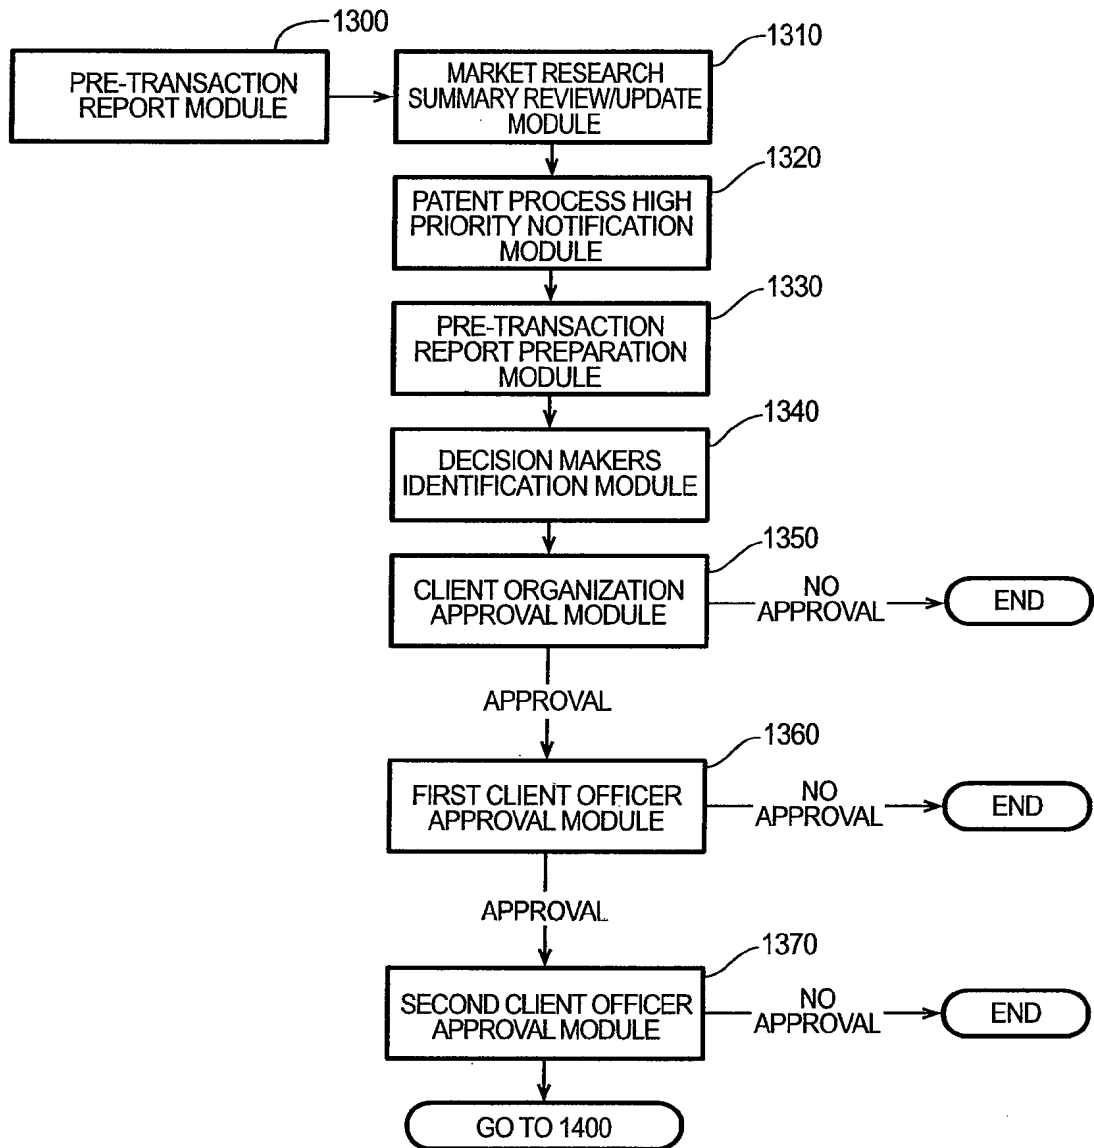 1300
PRE-TRANSACTION
REPORT MODULE
1310
MARKET RESEARCH
SUMMARY REVIEW/UPDATE
MODULE
1320
PATENT PROCESS HIGH
PRIORITY NOTIFICATION
MODULE
1330
PRE-TRANSACTION
REPORT PREPARATION
MODULE
1340
DECISION MAKERS
IDENTIFICATION MODULE
1350
CLIENT ORGANIZATION
APPROVAL MODULE
NO
APPROVAL
END
APPROVAL
1360
FIRST CLIENT OFFICER
APPROVAL MODULE
NO
APPROVAL
END
APPROVAL
1370
SECOND CLIENT OFFICER
APPROVAL MODULE
NO
APPROVAL
END
GO TO 1400